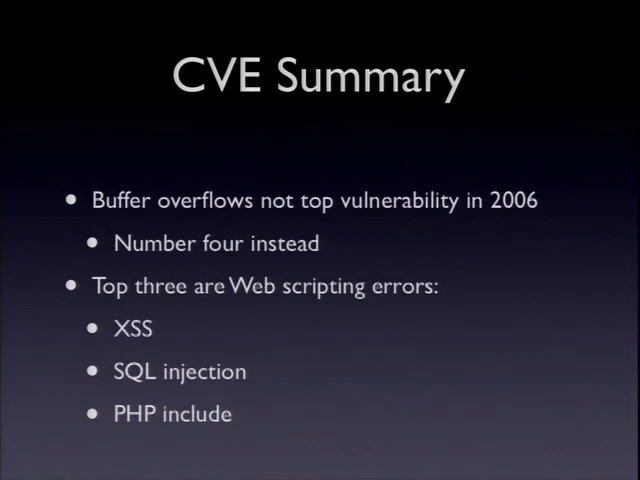 CVE Summary
• Buffer overflows not top vulnerability in 2006
• Number four instead
• Top three are Web scripting errors:
• XSS
• SQL injection
• PHP include